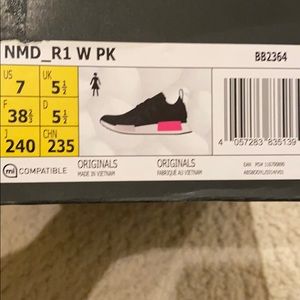 NMD_R1 W PK
BB2364
US UK
7 5½
F D
38⅔ 5½
J CHN
240 235
mi COMPATIBLE
ORIGINALS
MADE IN VIETNAM
ORIGINALS
FABRIQUÉ AU VIETNAM
4 057283 835139